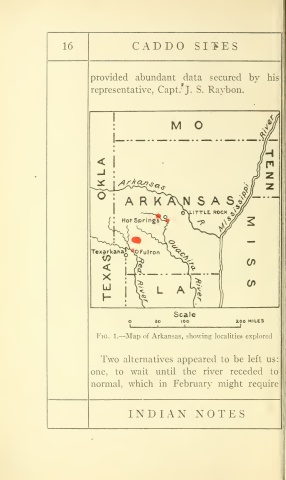 16
CADDO SITES
provided abundant data secured by his
representative, Capt. J. S. Raybon.
MO
River
TENN
OKLA
Arkansas
ARKANSAS
Mississippi
Hot Springs
LITTLE ROCK
R
MISS
Ouachita
River
Texarkana
Fulton
TEXAS
Red
River
LA
Scale
0 50 100 200 MILES
FIG. 1.—Map of Arkansas, showing localities explored
Two alternatives appeared to be left us:
one, to wait until the river receded to
normal, which in February might require
INDIAN NOTES